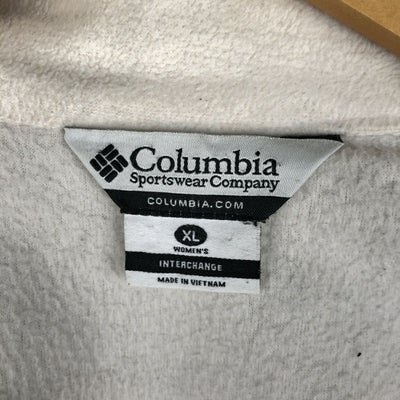 Columbia
Sportswear Company
COLUMBIA.COM
XL
WOMEN'S
INTERCHANGE
MADE IN VIETNAM